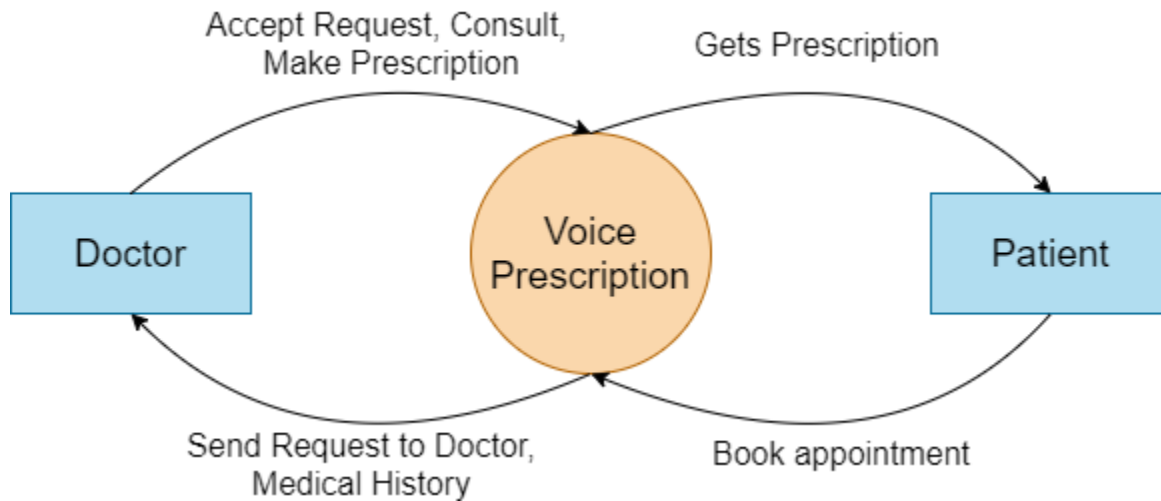 Accept Request, Consult,
Make Prescription
Gets Prescription
Doctor
Voice
Prescription
Patient
Send Request to Doctor,
Medical History
Book appointment